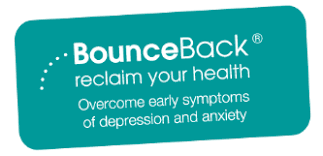 BounceBack®
reclaim your health
Overcome early symptoms
of depression and anxiety